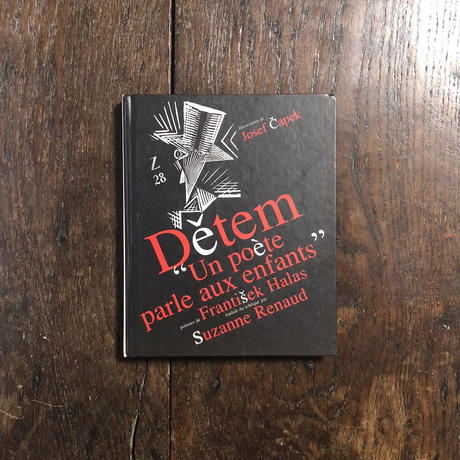 illustrations de
Josef Čapek
Z
28
Dětem
“Un poète
parle aux enfants”
poèmes de František Halas
traduit du tchèque par
Suzanne Renaud